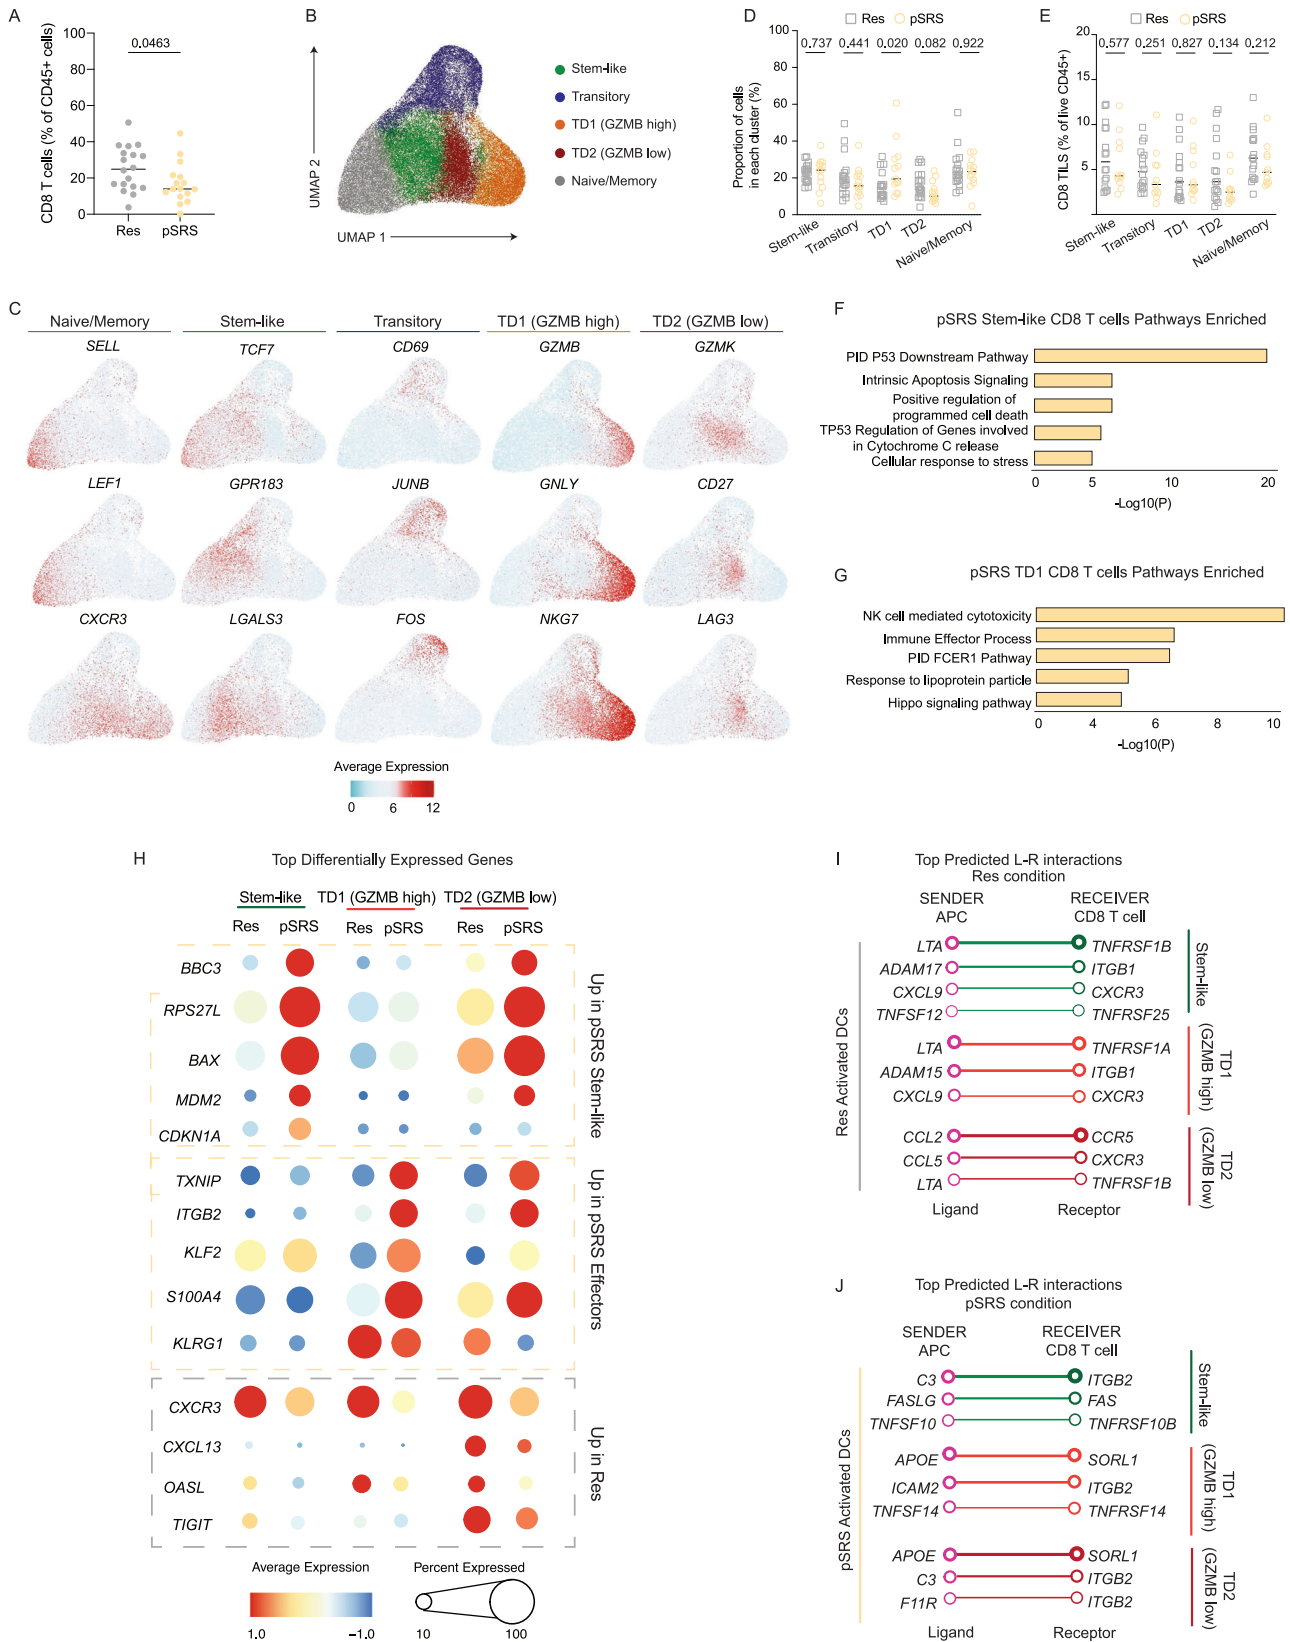 A
0.0463
CD8 T cells (% of CD45+ cells)
100
80
60
40
20
0
Res
pSRS
B
UMAP 2
UMAP 1
Stem-like
Transitory
TD1 (GZMB high)
TD2 (GZMB low)
Naive/Memory
D
Res
pSRS
0.737
0.441
0.020
0.082
0.922
Proportion of cells
in each cluster (%)
100
80
60
40
20
0
Stem-like
Transitory
TD1
TD2
Naive/Memory
E
Res
pSRS
0.577
0.251
0.827
0.134
0.212
CD8 TILS (% of live CD45+)
20
15
10
5
Stem-like
Transitory
TD1
TD2
Naive/Memory
C
Naive/Memory
Stem-like
Transitory
TD1 (GZMB high)
TD2 (GZMB low)
SELL
TCF7
CD69
GZMB
GZMK
LEF1
GPR183
JUNB
GNLY
CD27
CXCR3
LGALS3
FOS
NKG7
LAG3
Average Expression
0
6
12
F
pSRS Stem-like CD8 T cells Pathways Enriched
PID P53 Downstream Pathway
Intrinsic Apoptosis Signaling
Positive regulation of
programmed cell death
TP53 Regulation of Genes involved
in Cytochrome C release
Cellular response to stress
0
5
10
20
-Log10(P)
G
pSRS TD1 CD8 T cells Pathways Enriched
NK cell mediated cytotoxicity
Immune Effector Process
PID FCER1 Pathway
Response to lipoprotein particle
Hippo signaling pathway
0
4
6
8
10
-Log10(P)
H
Top Differentially Expressed Genes
Stem-like
TD1 (GZMB high)
TD2 (GZMB low)
Res
pSRS
Res
pSRS
Res
pSRS
BBC3
RPS27L
BAX
MDM2
CDKN1A
Up in pSRS Stem-like
TXNIP
ITGB2
KLF2
S100A4
KLRG1
Up in pSRS Effectors
CXCR3
CXCL13
OASL
TIGIT
Up in Res
Average Expression
1.0
−1.0
Percent Expressed
10
100
I
Top Predicted L-R interactions
Res condition
SENDER
APC
RECEIVER
CD8 T cell
Res Activated DCs
LTA
TNFRSF1B
ADAM17
ITGB1
CXCL9
CXCR3
TNFSF12
TNFRSF25
Stem-like
LTA
TNFRSF1A
ADAM15
ITGB1
CXCL9
CXCR3
TD1
(GZMB high)
CCL2
CCR5
CCL5
CXCR3
LTA
TNFRSF1B
TD2
(GZMB low)
Ligand
Receptor
J
Top Predicted L-R interactions
pSRS condition
SENDER
APC
RECEIVER
CD8 T cell
pSRS Activated DCs
C3
ITGB2
FASLG
FAS
TNFSF10
TNFRSF10B
Stem-like
APOE
SORL1
ICAM2
ITGB2
TNFSF14
TNFRSF14
TD1
(GZMB high)
APOE
SORL1
C3
ITGB2
F11R
ITGB2
TD2
(GZMB low)
Ligand
Receptor